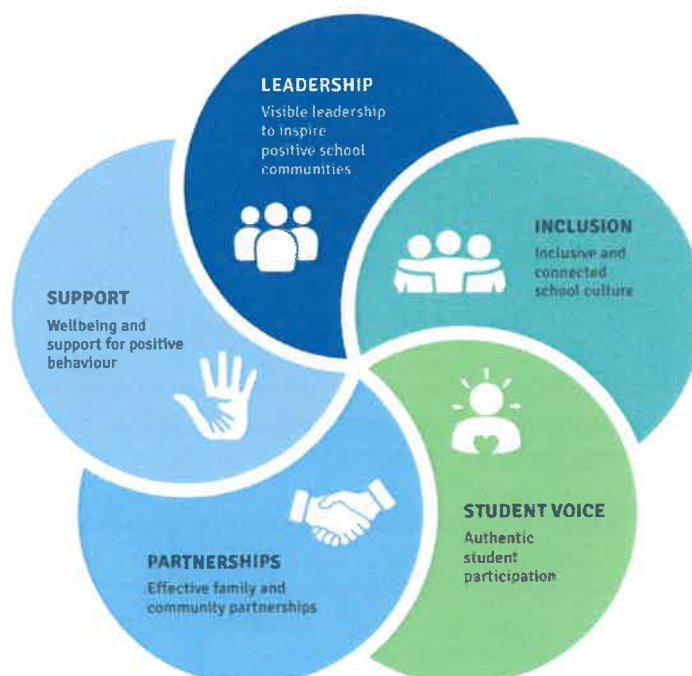 LEADERSHIP
Visible leadership
to inspire
positive school
communities
INCLUSION
Inclusive and
connected
school culture
STUDENT VOICE
Authentic
student
participation
PARTNERSHIPS
Effective family and
community partnerships
SUPPORT
Wellbeing and
support for positive
behaviour